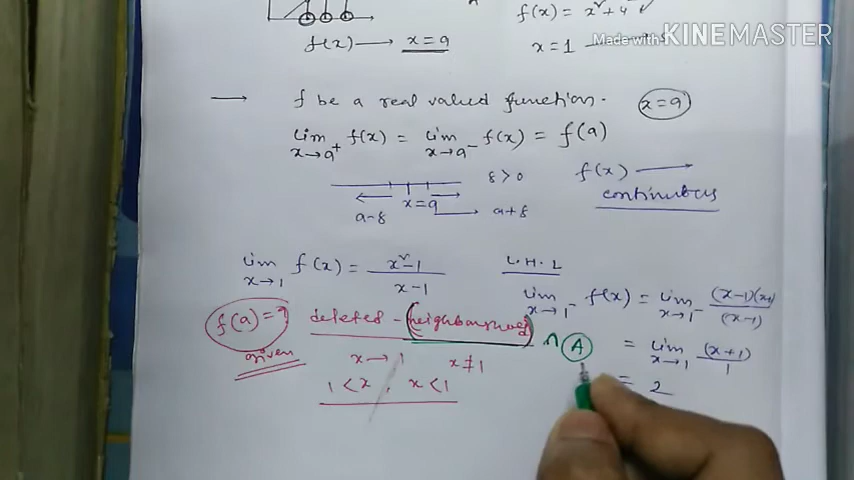 f(x) = x² + 4 ✓
f(x) → x = a
x = 1
Made with KINEMASTER
→ f be a real valued function. x = a
lim x→a⁺ f(x) = lim x→a⁻ f(x) = f(a)
δ > 0
f(x) →
continuous
x = a
a-δ
a+δ
lim x→1 f(x) = x²-1 / x-1
L.H.L
lim x→1⁻ f(x) = lim x→1⁻ (x-1)(x+1) / (x-1)
f(a) = ?
given
deleted - (neighbourhood) ∩ A
= lim x→1 (x+1) / 1
x → 1 x ≠ 1
1 < x , x < 1
= 2